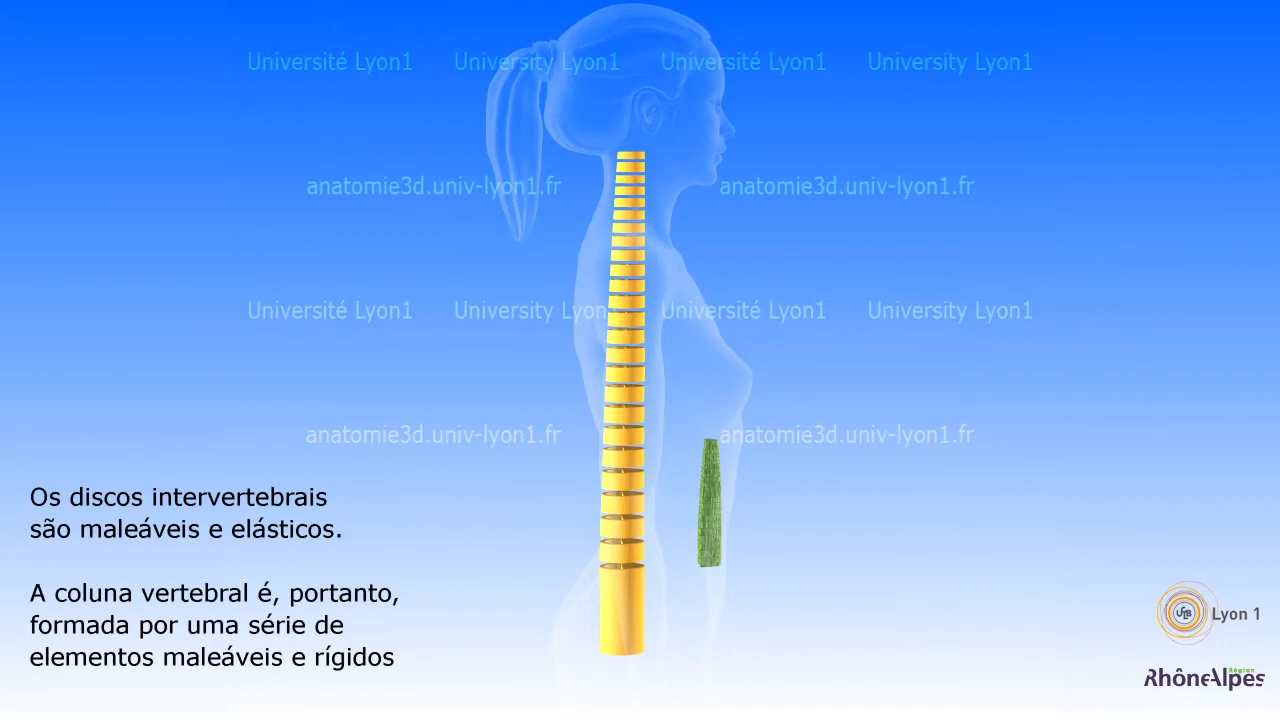 Université Lyon1 University Lyon1 Université Lyon1 University Lyon1
anatomie3d.univ-lyon1.fr anatomie3d.univ-lyon1.fr
Université Lyon1 University Lyon1 Université Lyon1 University Lyon1
anatomie3d.univ-lyon1.fr anatomie3d.univ-lyon1.fr
Os discos intervertebrais
são maleáveis e elásticos.
A coluna vertebral é, portanto,
formada por uma série de
elementos maleáveis e rígidos
Lyon 1
Région
RhôneAlpes